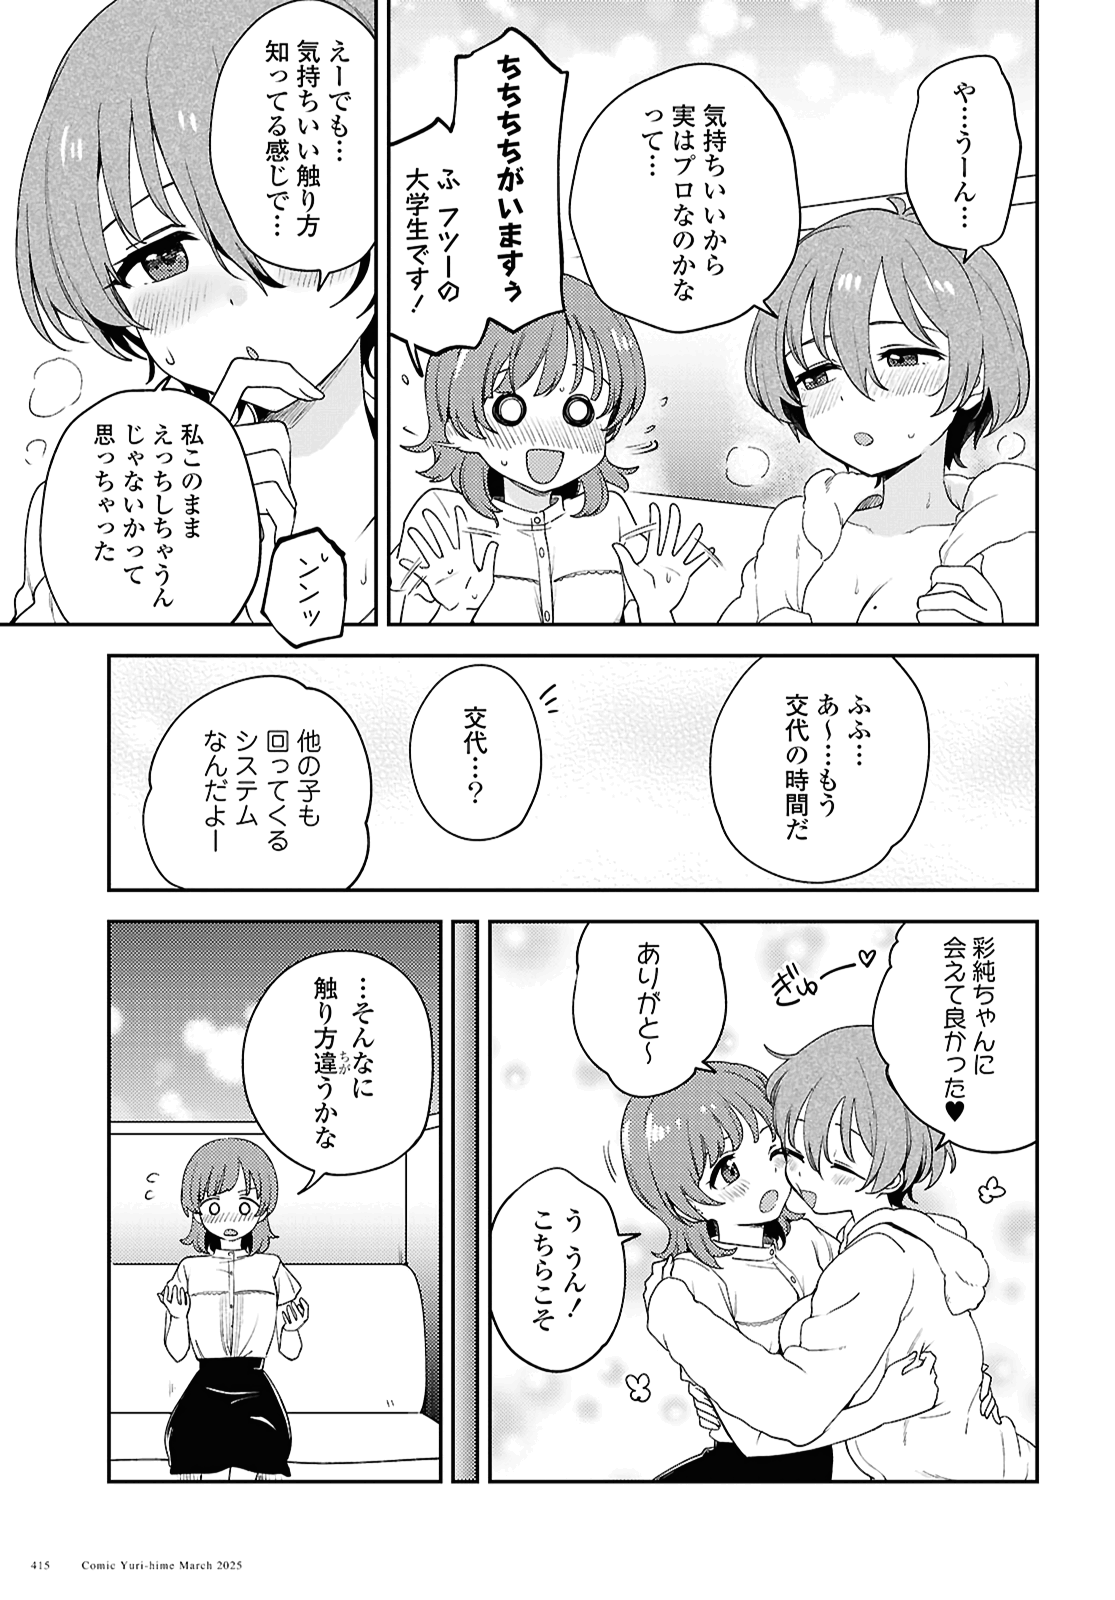 や…うーん…
気持ちいいから
実はプロなのかな
って…
ちちちちがいますぅ
ふ フツーの
大学生です！
えーでも…
気持ちいい触り方
知ってる感じで…
私このまま
えっちしちゃうん
じゃないかって
思っちゃった
ンンッ
ふふ…
あ〜…もう
交代の時間だ
交代…？
他の子も
回ってくる
システム
なんだよー
彩純ちゃんに
会えて良かった♥
ぎゅーー♡
ありがと〜
う うん！
こちらこそ
…そんなに
触り方違うかな
ちが
415 Comic Yuri-hime March 2025